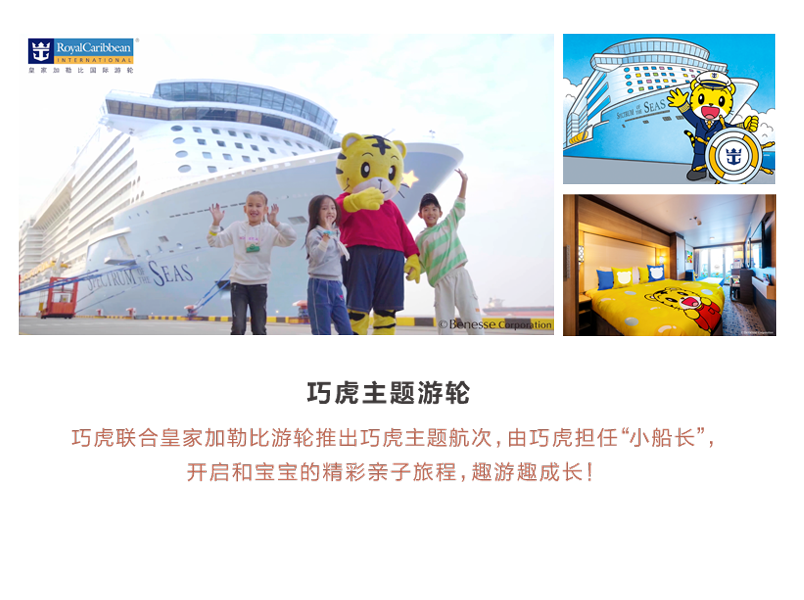 RoyalCaribbean®
INTERNATIONAL
皇家加勒比国际游轮
SPECTRUM OF THE SEAS
©Benesse Corporation
SPECTRUM OF THE SEAS
巧虎主题游轮
巧虎联合皇家加勒比游轮推出巧虎主题航次，由巧虎担任“小船长”，
开启和宝宝的精彩亲子旅程，趣游趣成长！